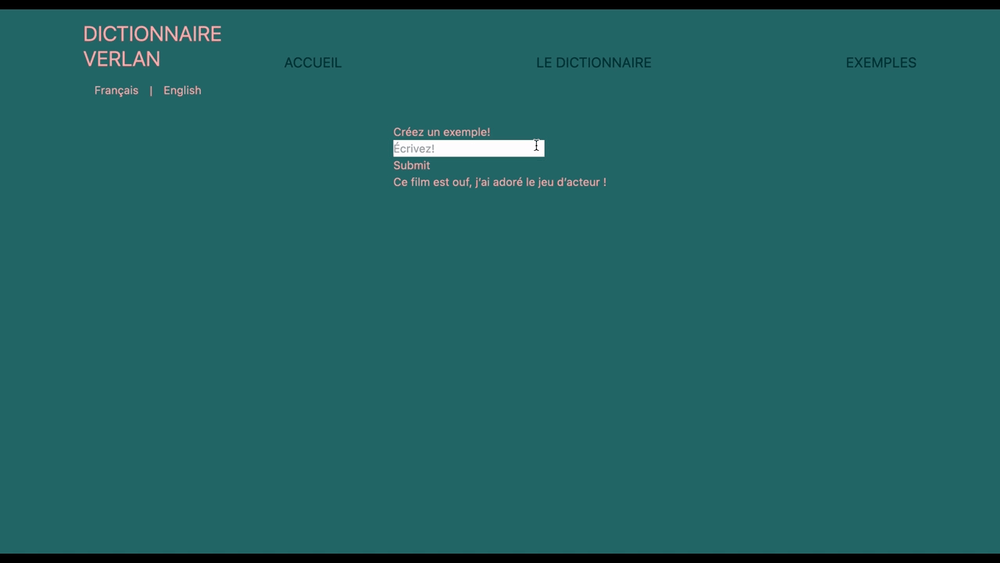 DICTIONNAIRE
VERLAN
ACCUEIL
LE DICTIONNAIRE
EXEMPLES
Français | English
Créez un exemple!
Écrivez!
Submit
Ce film est ouf, j’ai adoré le jeu d’acteur !